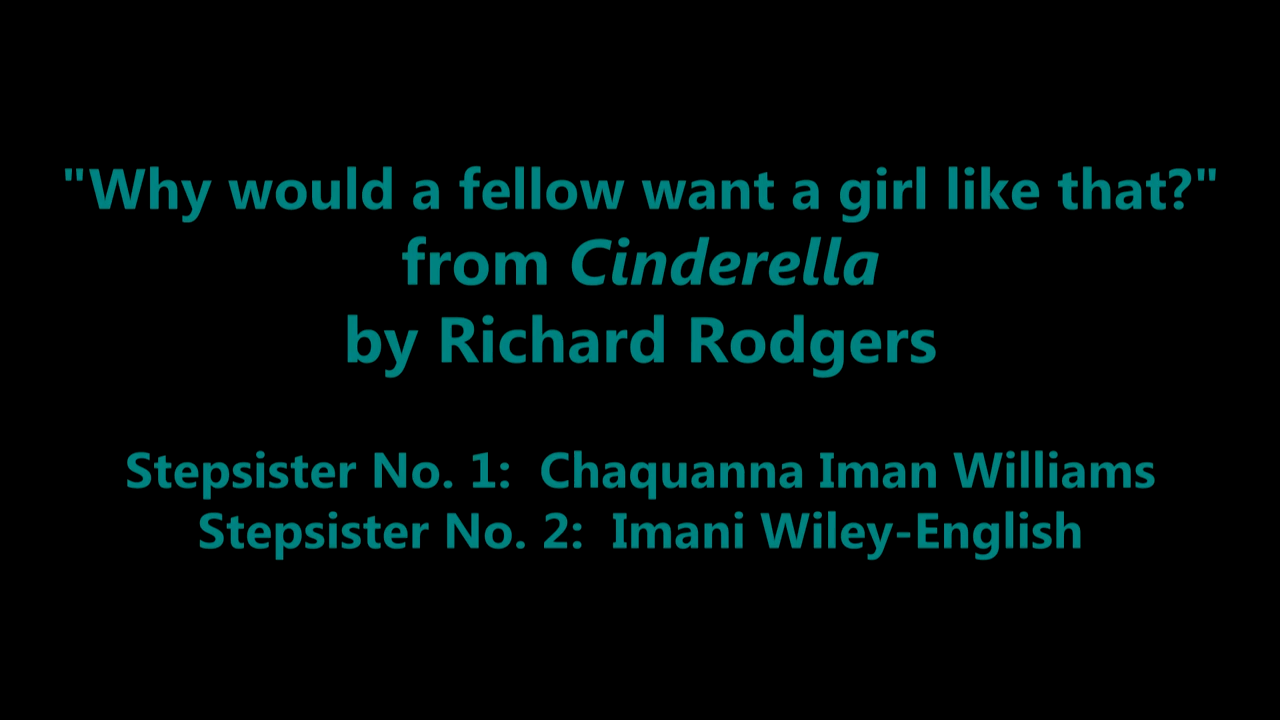 "Why would a fellow want a girl like that?"
from Cinderella
by Richard Rodgers
Stepsister No. 1:  Chaquanna Iman Williams
Stepsister No. 2:  Imani Wiley-English